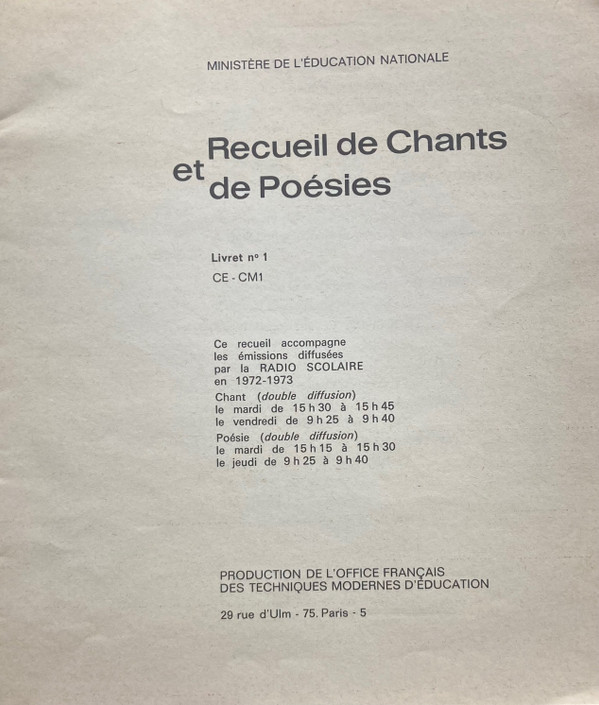 MINISTÈRE DE L'ÉDUCATION NATIONALE
Recueil de Chants
et de Poésies
Livret nº 1
CE - CM1
Ce recueil accompagne
les émissions diffusées
par la RADIO SCOLAIRE
en 1972-1973
Chant (double diffusion)
le mardi de 15 h 30 à 15 h 45
le vendredi de 9 h 25 à 9 h 40
Poésie (double diffusion)
le mardi de 15 h 15 à 15 h 30
le jeudi de 9 h 25 à 9 h 40
PRODUCTION DE L'OFFICE FRANÇAIS
DES TECHNIQUES MODERNES D'ÉDUCATION
29 rue d'Ulm - 75. Paris - 5